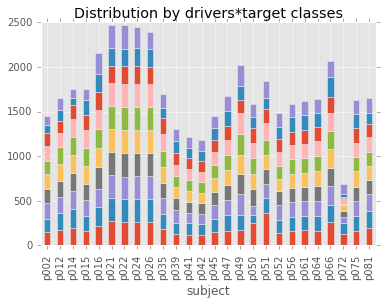 Distribution by drivers*target classes
2500
2000
1500
1000
500
0
p002
p012
p014
p015
p016
p021
p022
p024
p026
p035
p039
p041
p042
p045
p047
p049
p050
p051
p052
p056
p061
p064
p066
p072
p075
p081
subject